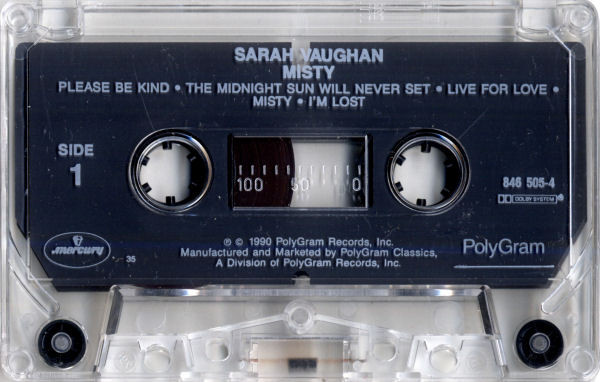 SARAH VAUGHAN
MISTY
PLEASE BE KIND • THE MIDNIGHT SUN WILL NEVER SET • LIVE FOR LOVE •
MISTY • I'M LOST
SIDE
1
100 50 0
846 505-4
DOLBY SYSTEM
mercury
35
℗ © 1990 PolyGram Records, Inc.
Manufactured and Marketed by PolyGram Classics,
A Division of PolyGram Records, Inc.
PolyGram